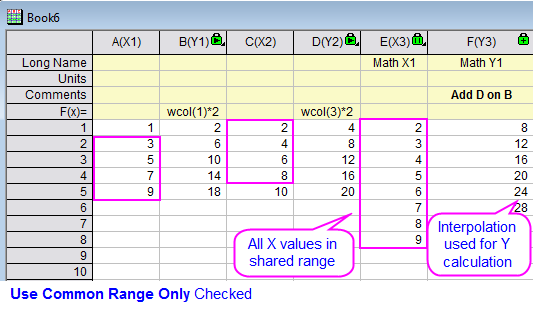 Book6
A(X1) B(Y1) C(X2) D(Y2) E(X3) F(Y3)
Long Name Math X1 Math Y1
Units
Comments Add D on B
F(x)= wcol(1)*2 wcol(3)*2
1 1 2 2 4 2 8
2 3 6 4 8 3 12
3 5 10 6 12 4 16
4 7 14 8 16 5 20
5 9 18 10 20 6 24
6 7 28
7 8
8 9
9
10
All X values in
shared range
Interpolation
used for Y
calculation
Use Common Range Only Checked